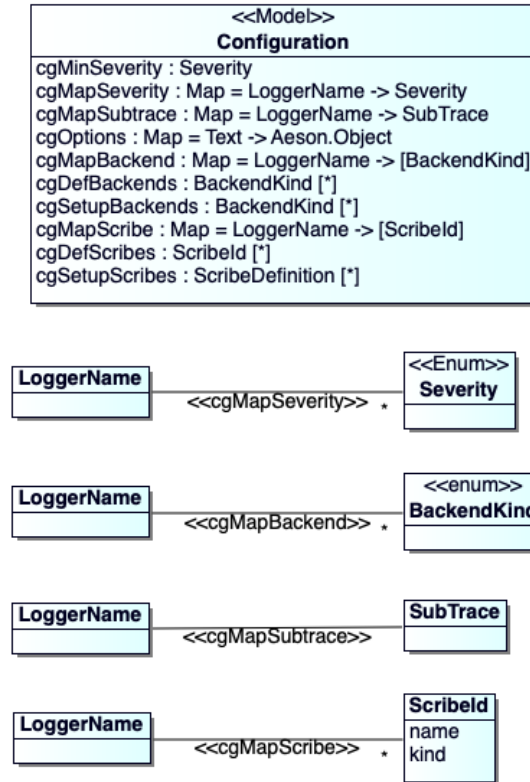 <<Model>>
Configuration
cgMinSeverity : Severity
cgMapSeverity : Map = LoggerName -> Severity
cgMapSubtrace : Map = LoggerName -> SubTrace
cgOptions : Map = Text -> Aeson.Object
cgMapBackend : Map = LoggerName -> [BackendKind]
cgDefBackends : BackendKind [*]
cgSetupBackends : BackendKind [*]
cgMapScribe : Map = LoggerName -> [ScribeId]
cgDefScribes : ScribeId [*]
cgSetupScribes : ScribeDefinition [*]
LoggerName
<<cgMapSeverity>> *
<<Enum>>
Severity
LoggerName
<<cgMapBackend>> *
<<enum>>
BackendKind
LoggerName
<<cgMapSubtrace>>
SubTrace
LoggerName
<<cgMapScribe>> *
ScribeId
name
kind